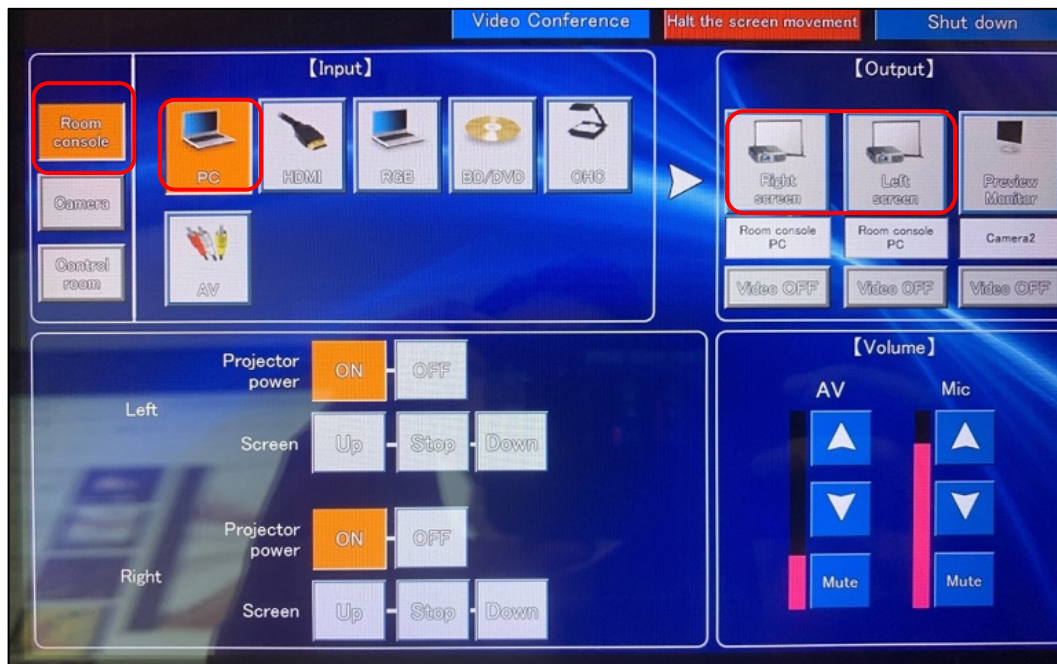 Video Conference
Halt the screen movement
Shut down
【Input】
【Output】
Room
console
PC
HDMI
RGB
BD/DVD
OHC
Right
screen
Left
screen
Preview
Monitor
Camera
Room console
PC
Room console
PC
Camera2
Control
room
AV
Video OFF
Video OFF
Video OFF
Left
Projector
power
ON
OFF
Screen
Up
Stop
Down
Right
Projector
power
ON
OFF
Screen
Up
Stop
Down
【Volume】
AV
Mic
Mute
Mute